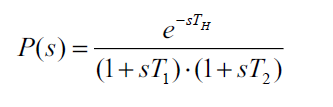 P(s) = e^{-sT_H} / ((1+sT_1)·(1+sT_2))